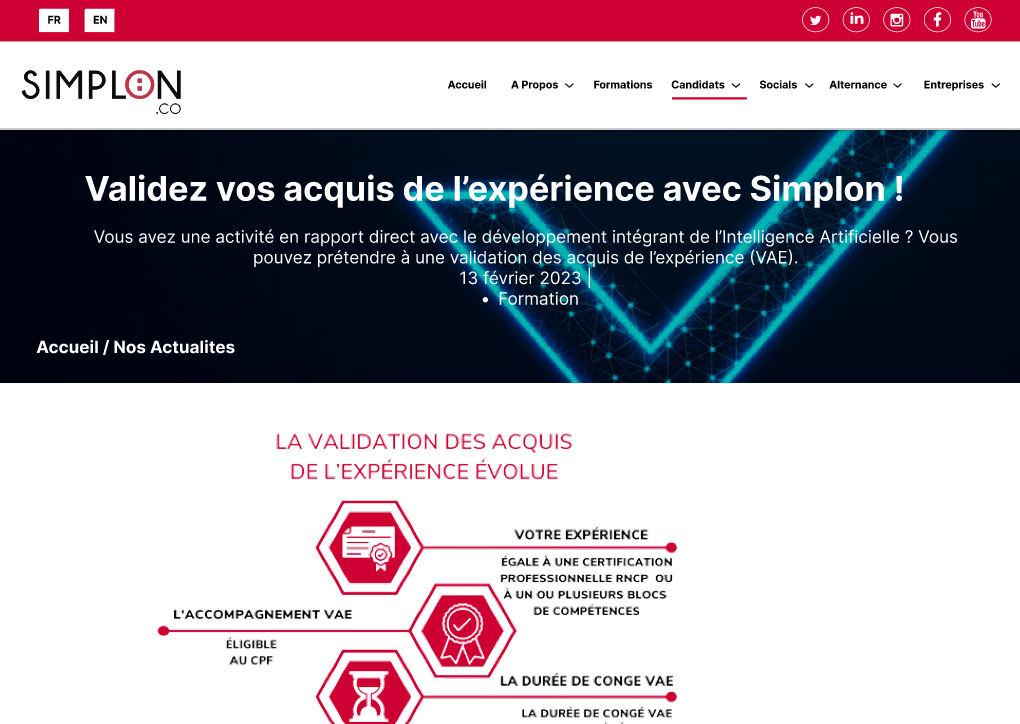 FR EN
You
Tube
SIMPLON
.CO
Accueil A Propos Formations Candidats Socials Alternance Entreprises
Validez vos acquis de l’expérience avec Simplon !
Vous avez une activité en rapport direct avec le développement intégrant de l’Intelligence Artificielle ? Vous
pouvez prétendre à une validation des acquis de l’expérience (VAE).
13 février 2023 |
• Formation
Accueil / Nos Actualites
LA VALIDATION DES ACQUIS
DE L’EXPÉRIENCE ÉVOLUE
VOTRE EXPÉRIENCE
ÉGALE À UNE CERTIFICATION
PROFESSIONNELLE RNCP OU
À UN OU PLUSIEURS BLOCS
DE COMPÉTENCES
L'ACCOMPAGNEMENT VAE
ÉLIGIBLE
AU CPF
LA DURÉE DE CONGE VAE
LA DURÉE DE CONGÉ VAE